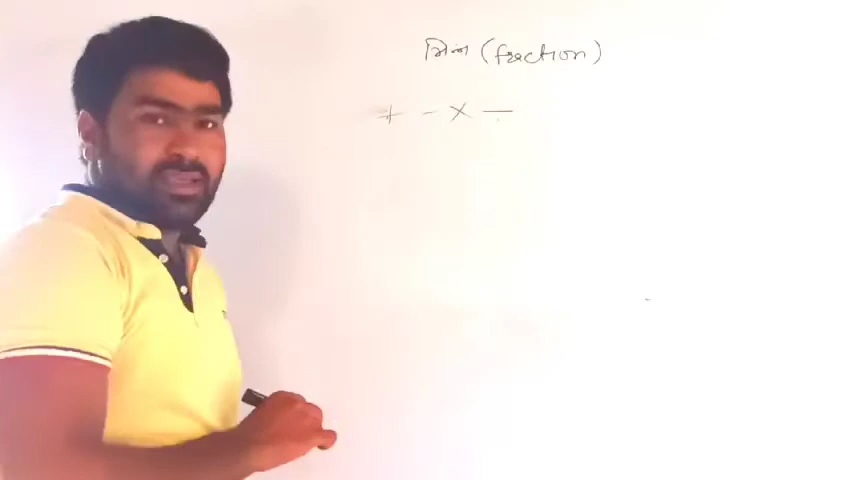 भिन्न (fraction)
+ - × ÷